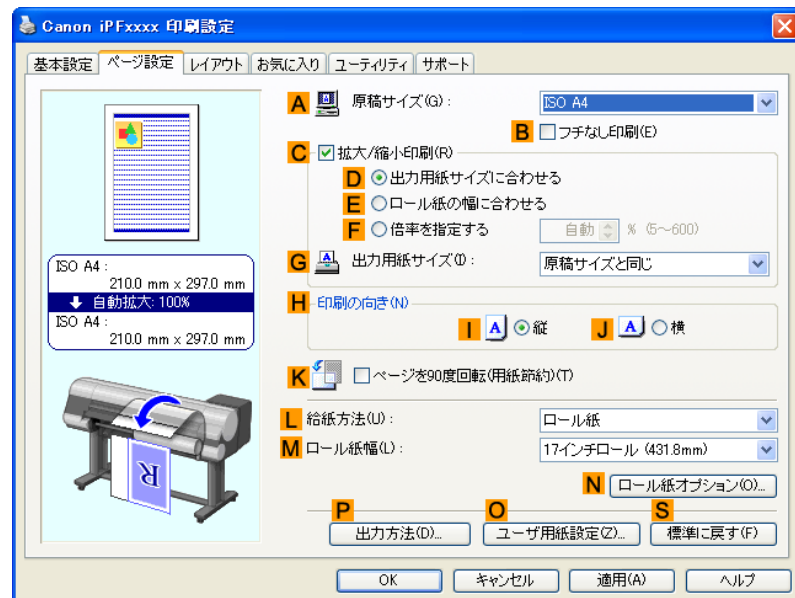 Canon iPFxxxx 印刷設定
基本設定 ページ設定 レイアウト お気に入り ユーティリティ サポート
A 原稿サイズ(G): ISO A4
B フチなし印刷(E)
C 拡大/縮小印刷(R)
D 出力用紙サイズに合わせる
E ロール紙の幅に合わせる
F 倍率を指定する 自動 % (5～600)
G 出力用紙サイズ(I): 原稿サイズと同じ
ISO A4 :
210.0 mm x 297.0 mm
自動拡大: 100%
ISO A4 :
210.0 mm x 297.0 mm
H 印刷の向き(N)
I A 縦 J A 横
K ページを90度回転(用紙節約)(T)
L 給紙方法(U): ロール紙
M ロール紙幅(L): 17インチロール (431.8mm)
R
N ロール紙オプション(O)...
P O S
出力方法(D)... ユーザ用紙設定(Z)... 標準に戻す(F)
OK キャンセル 適用(A) ヘルプ